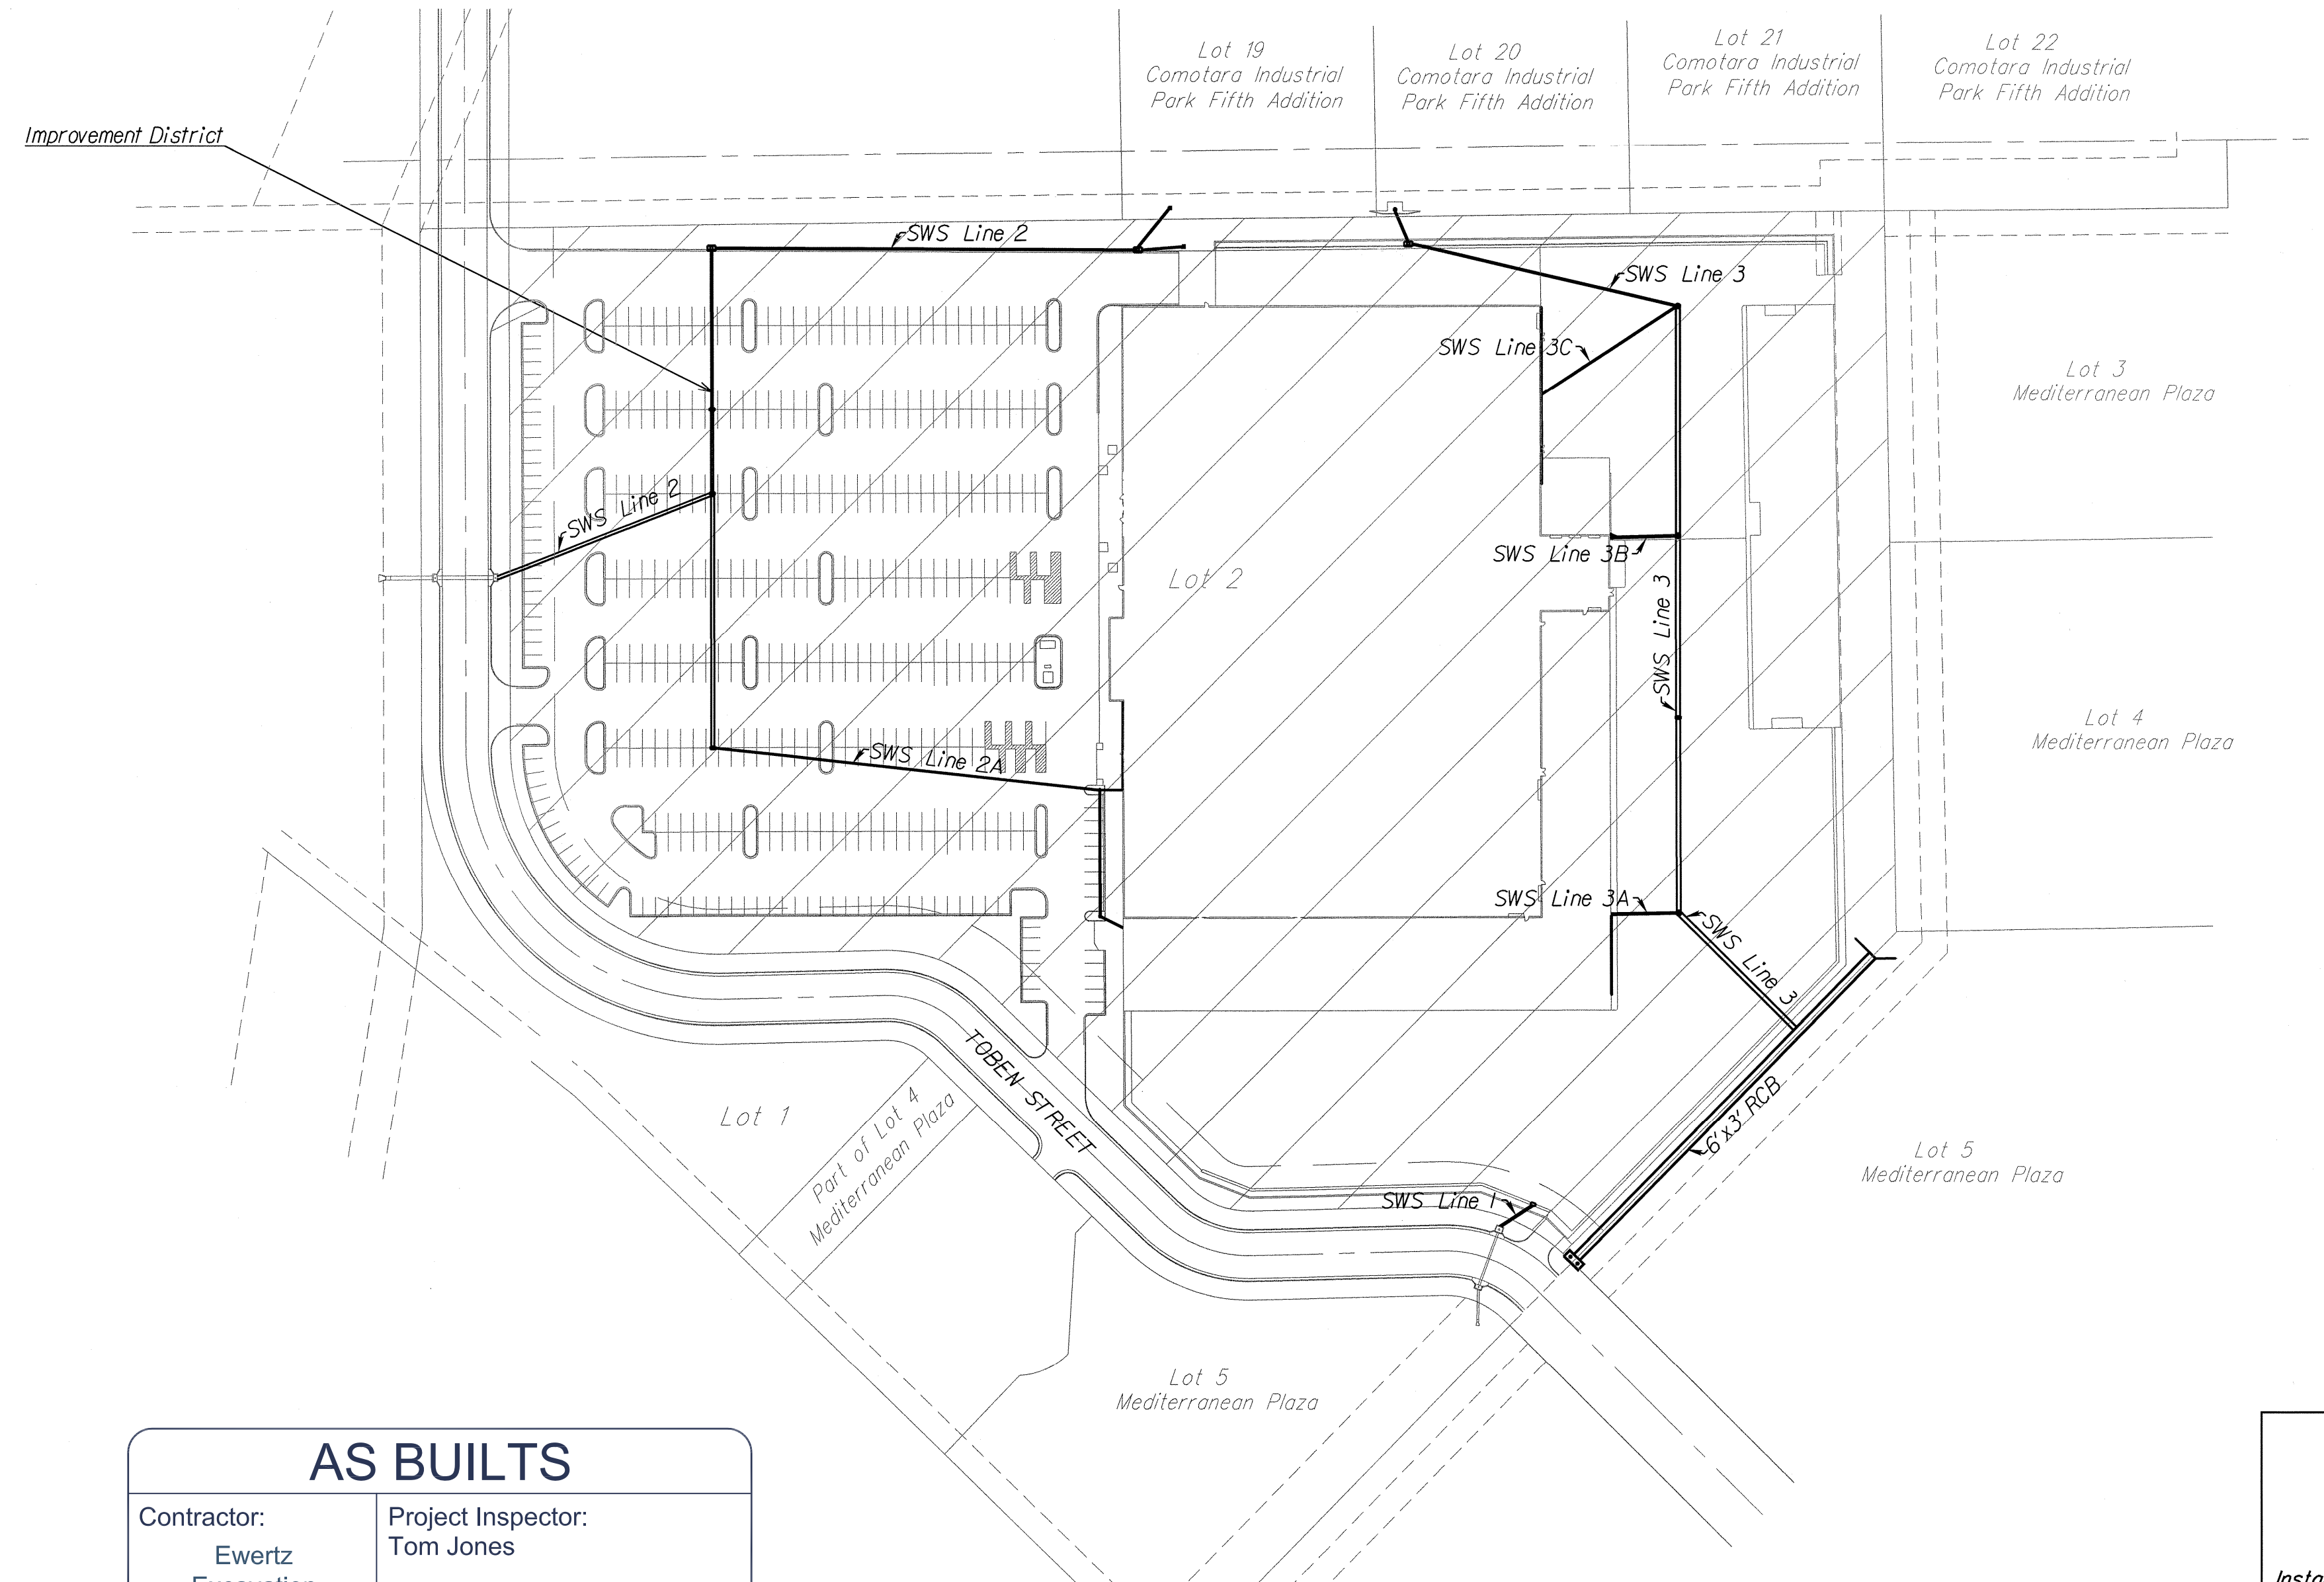 Lot 19
Comotara Industrial
Park Fifth Addition
Lot 20
Comotara Industrial
Park Fifth Addition
Lot 21
Comotara Industrial
Park Fifth Addition
Lot 22
Comotara Industrial
Park Fifth Addition
Improvement District
SWS Line 2
SWS Line 3
SWS Line 3C
Lot 3
Mediterranean Plaza
SWS Line 2
SWS Line 3B
Lot 2
SWS Line 3
Lot 4
Mediterranean Plaza
SWS Line 2A
SWS Line 3A
SWS Line 3
TOBEN STREET
Lot 1
Part of Lot 4
Mediterranean Plaza
6'x3' RCB
Lot 5
Mediterranean Plaza
SWS Line 1
Lot 5
Mediterranean Plaza
AS BUILTS
Contractor:
Ewertz
Excavation
Project Inspector:
Tom Jones